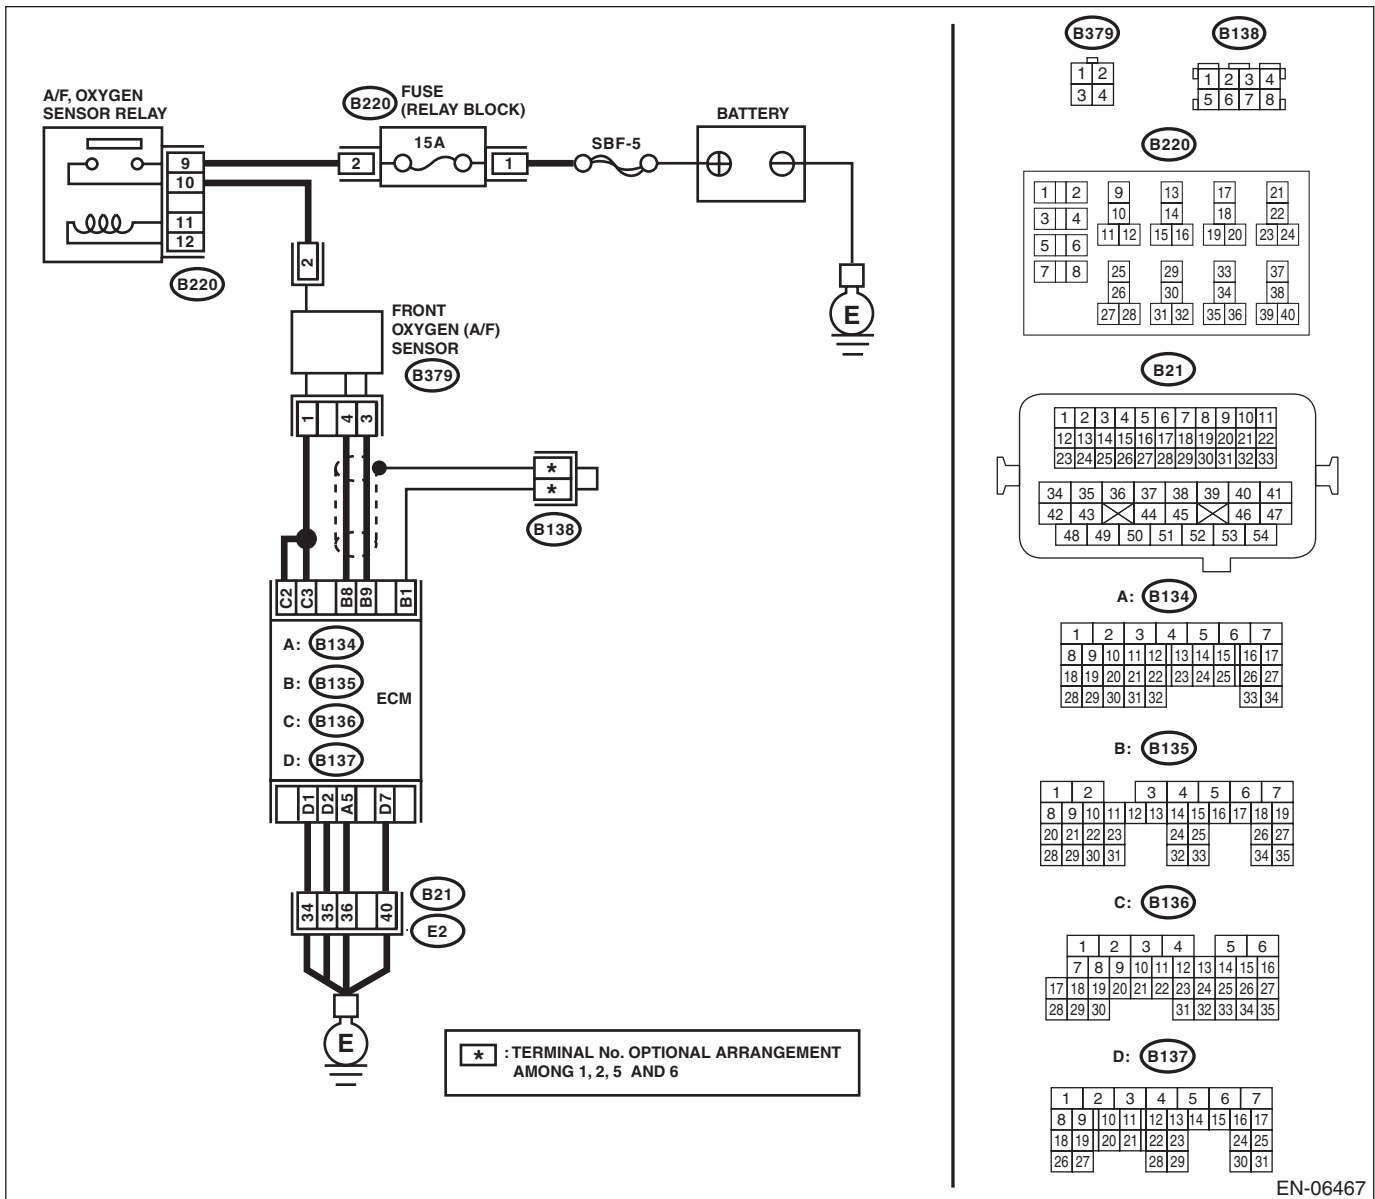 A/F, OXYGEN
SENSOR RELAY
9
10
11
12
B220
B220
FUSE
(RELAY BLOCK)
15A
2
1
SBF-5
BATTERY
E
2
FRONT
OXYGEN (A/F)
SENSOR
B379
1 4 3
*
*
B138
C2 C3 B8 B9 B1
A: B134
B: B135
C: B136
D: B137
ECM
D1 D2 A5 D7
34 35 36 40
B21
E2
E
* : TERMINAL No. OPTIONAL ARRANGEMENT
AMONG 1, 2, 5 AND 6
B379
1 2
3 4
B138
1 2 3 4
5 6 7 8
B220
1 2 9 13 17 21
3 4 10 14 18 22
5 6 11 12 15 16 19 20 23 24
7 8 25 29 33 37
26 30 34 38
27 28 31 32 35 36 39 40
B21
1 2 3 4 5 6 7 8 9 10 11
12 13 14 15 16 17 18 19 20 21 22
23 24 25 26 27 28 29 30 31 32 33
34 35 36 37 38 39 40 41
42 43 44 45 46 47
48 49 50 51 52 53 54
A: B134
1 2 3 4 5 6 7
8 9 10 11 12 13 14 15 16 17
18 19 20 21 22 23 24 25 26 27
28 29 30 31 32 33 34
B: B135
1 2 3 4 5 6 7
8 9 10 11 12 13 14 15 16 17 18 19
20 21 22 23 24 25 26 27
28 29 30 31 32 33 34 35
C: B136
1 2 3 4 5 6
7 8 9 10 11 12 13 14 15 16
17 18 19 20 21 22 23 24 25 26 27
28 29 30 31 32 33 34 35
D: B137
1 2 3 4 5 6 7
8 9 10 11 12 13 14 15 16 17
18 19 20 21 22 23 24 25
26 27 28 29 30 31
EN-06467